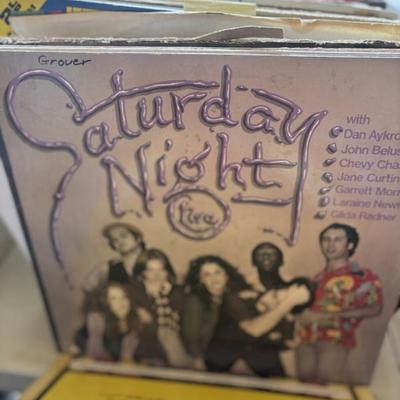 Grover
Saturday
Night
Live
with
Dan Aykro
John Belus
Chevy Cha
Jane Curtin
Garrett Morr
Laraine Newm
Gilda Radner